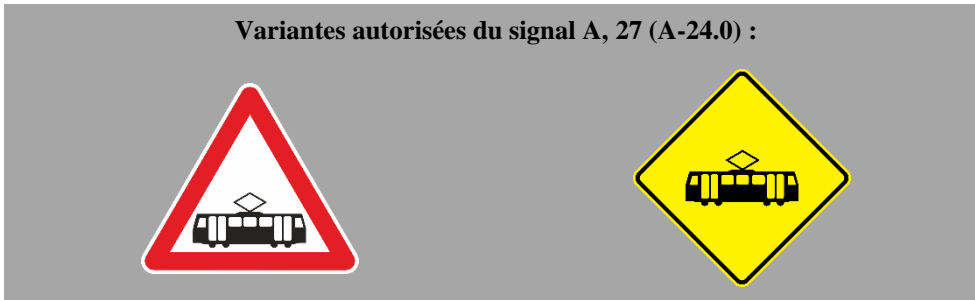 Variantes autorisées du signal A, 27 (A-24.0) :